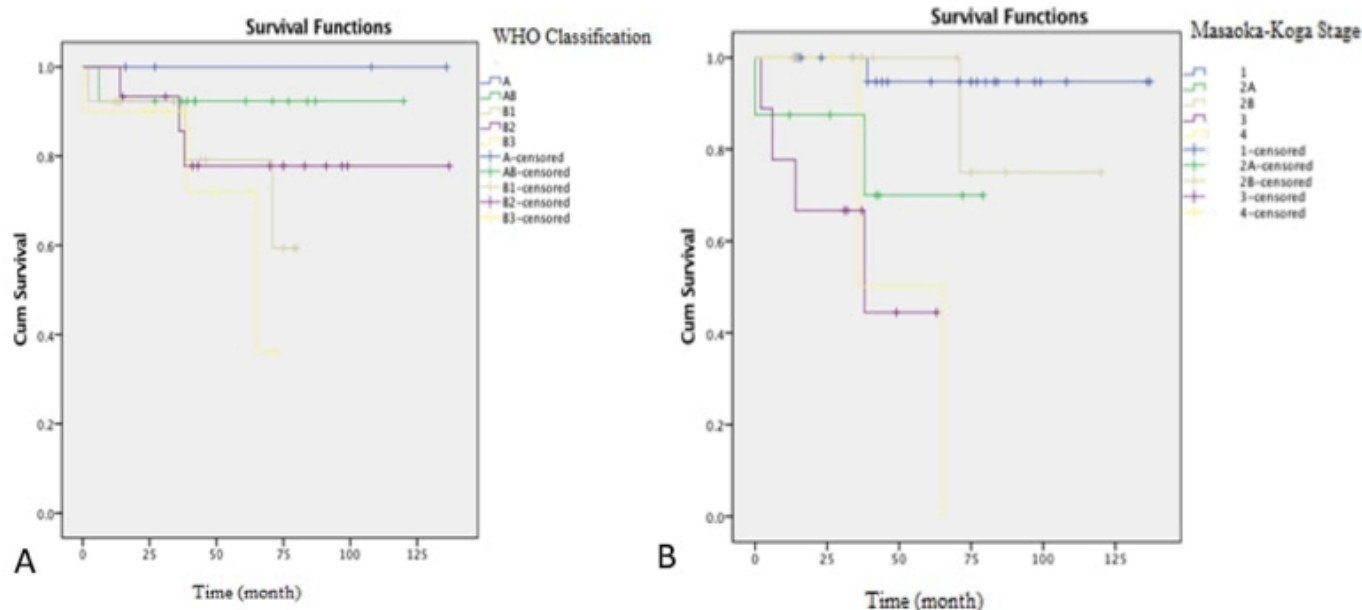 Survival Functions
WHO Classification
A
AB
B1
B2
B3
A-censored
AB-censored
B1-censored
B2-censored
B3-censored
Cum Survival
1.0
0.8
0.6
0.4
0.2
0.0
0 25 50 75 100 125
Time (month)
A
Survival Functions
Masaoka-Koga Stage
1
2A
2B
3
4
1-censored
2A-censored
2B-censored
3-censored
4-censored
Cum Survival
1.0
0.8
0.6
0.4
0.2
0.0
0 25 50 75 100 125
Time (month)
B